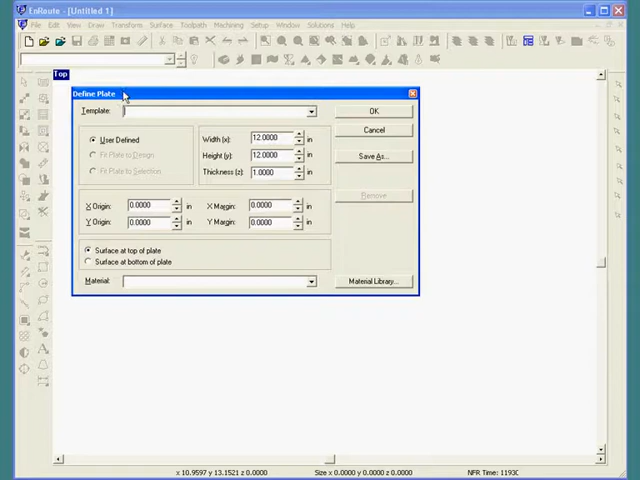 EnRoute - [Untitled 1]
File Edit View Draw Transform Surface Toolpath Machining Setup Solutions Window Help
Top
Define Plate
Template:
OK
User Defined
Width (x): 12.0000 in
Cancel
Fit Plate to Design
Height (y): 12.0000 in
Save As...
Fit Plate to Selection
Thickness (z): 1.0000 in
Remove
X Origin: 0.0000 in X Margin: 0.0000 in
Y Origin: 0.0000 in Y Margin: 0.0000 in
Surface at top of plate
Surface at bottom of plate
Material:
Material Library...
x 10.9597 y 13.1521 z 0.0000 Size x 0.0000 y 0.0000 z 0.0000 NFR Time: 1193